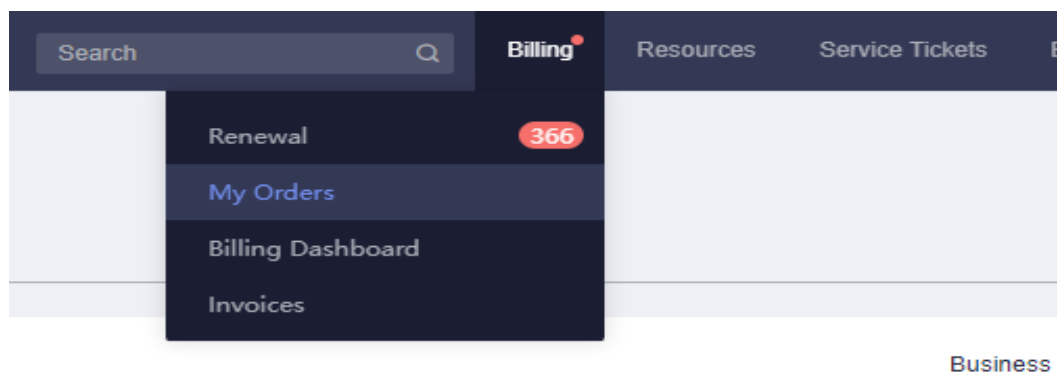 Search Billing Resources Service Tickets
Renewal 366
My Orders
Billing Dashboard
Invoices
Business